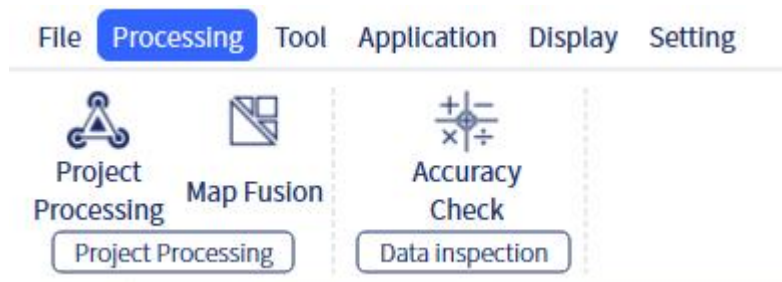 File Processing Tool Application Display Setting
Project
Processing
Map Fusion
Accuracy
Check
Project Processing
Data inspection